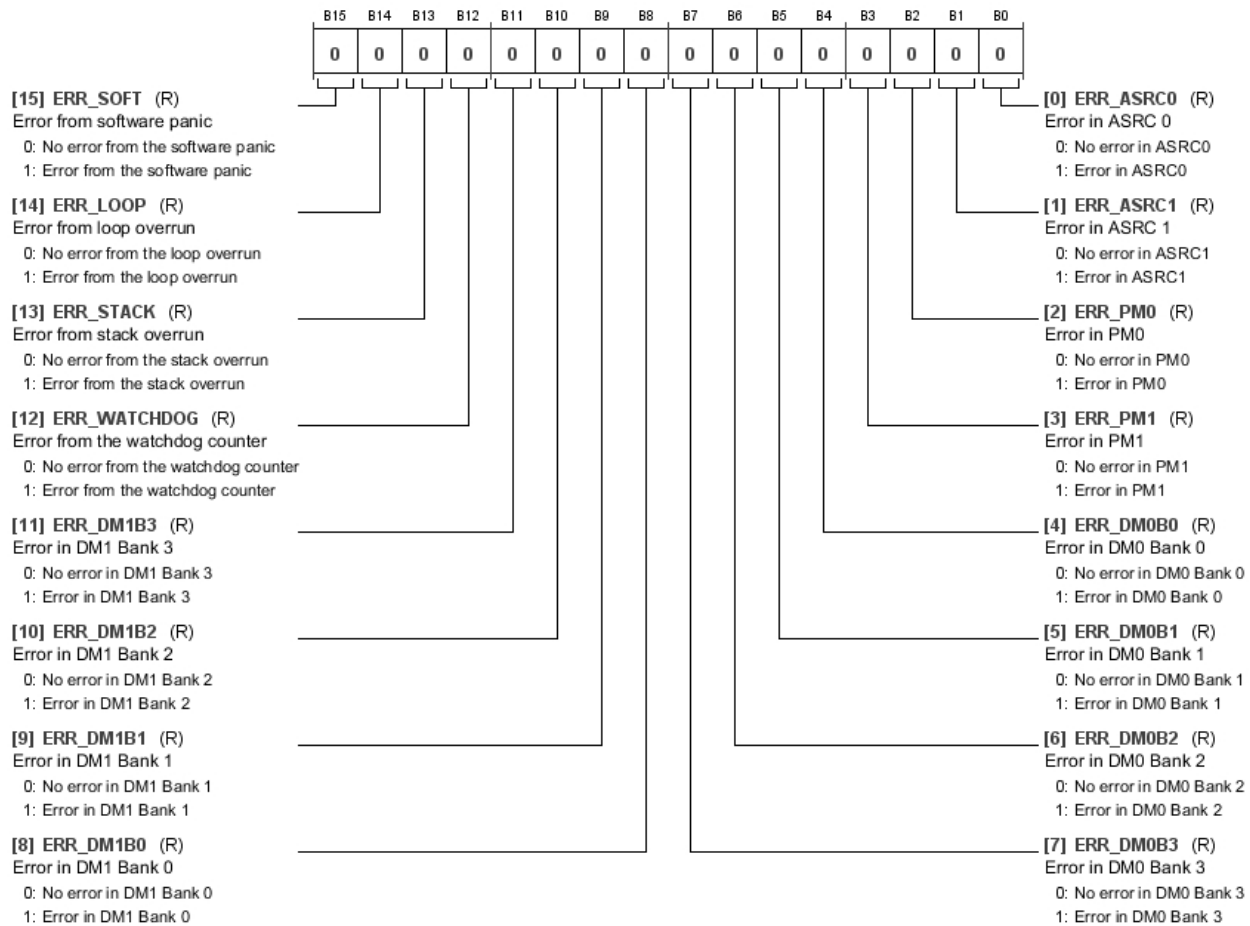 B15 B14 B13 B12 B11 B10 B9 B8 B7 B6 B5 B4 B3 B2 B1 B0
0 0 0 0 0 0 0 0 0 0 0 0 0 0 0 0
[15] ERR_SOFT (R)
Error from software panic
0: No error from the software panic
1: Error from the software panic
[14] ERR_LOOP (R)
Error from loop overrun
0: No error from the loop overrun
1: Error from the loop overrun
[13] ERR_STACK (R)
Error from stack overrun
0: No error from the stack overrun
1: Error from the stack overrun
[12] ERR_WATCHDOG (R)
Error from the watchdog counter
0: No error from the watchdog counter
1: Error from the watchdog counter
[11] ERR_DM1B3 (R)
Error in DM1 Bank 3
0: No error in DM1 Bank 3
1: Error in DM1 Bank 3
[10] ERR_DM1B2 (R)
Error in DM1 Bank 2
0: No error in DM1 Bank 2
1: Error in DM1 Bank 2
[9] ERR_DM1B1 (R)
Error in DM1 Bank 1
0: No error in DM1 Bank 1
1: Error in DM1 Bank 1
[8] ERR_DM1B0 (R)
Error in DM1 Bank 0
0: No error in DM1 Bank 0
1: Error in DM1 Bank 0
[0] ERR_ASRC0 (R)
Error in ASRC 0
0: No error in ASRC0
1: Error in ASRC0
[1] ERR_ASRC1 (R)
Error in ASRC 1
0: No error in ASRC1
1: Error in ASRC1
[2] ERR_PM0 (R)
Error in PM0
0: No error in PM0
1: Error in PM0
[3] ERR_PM1 (R)
Error in PM1
0: No error in PM1
1: Error in PM1
[4] ERR_DM0B0 (R)
Error in DM0 Bank 0
0: No error in DM0 Bank 0
1: Error in DM0 Bank 0
[5] ERR_DM0B1 (R)
Error in DM0 Bank 1
0: No error in DM0 Bank 1
1: Error in DM0 Bank 1
[6] ERR_DM0B2 (R)
Error in DM0 Bank 2
0: No error in DM0 Bank 2
1: Error in DM0 Bank 2
[7] ERR_DM0B3 (R)
Error in DM0 Bank 3
0: No error in DM0 Bank 3
1: Error in DM0 Bank 3